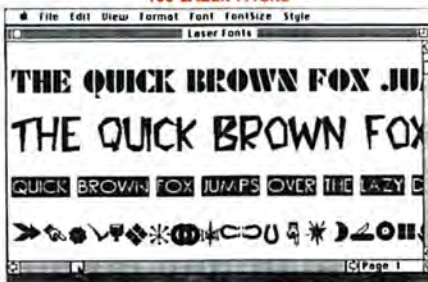 File Edit View Format Font FontSize Style
Laser Fonts
THE QUICK BROWN FOX JU
THE QUICK BROWN FOX
QUICK BROWN FOX JUMPS OVER THE LAZY D
Page 1